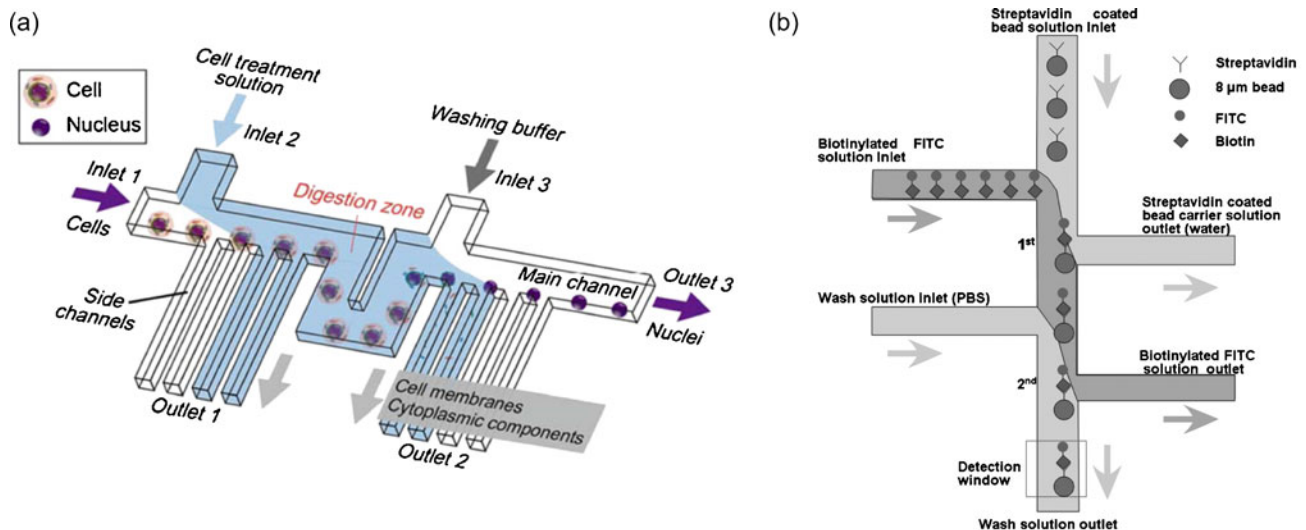 (a)
Cell
Nucleus
Cell treatment
solution
Inlet 2
Washing buffer
Inlet 3
Inlet 1
Cells
Digestion zone
Main channel
Outlet 3
Nuclei
Side
channels
Outlet 1
Cell membranes
Cytoplasmic components
Outlet 2
(b)
Streptavidin coated
bead solution Inlet
Streptavidin
8 µm bead
FITC
Biotin
Biotinylated FITC
solution Inlet
Streptavidin coated
bead carrier solution
outlet (water)
1st
Wash solution inlet (PBS)
Biotinylated FITC
solution outlet
2nd
Detection
window
Wash solution outlet